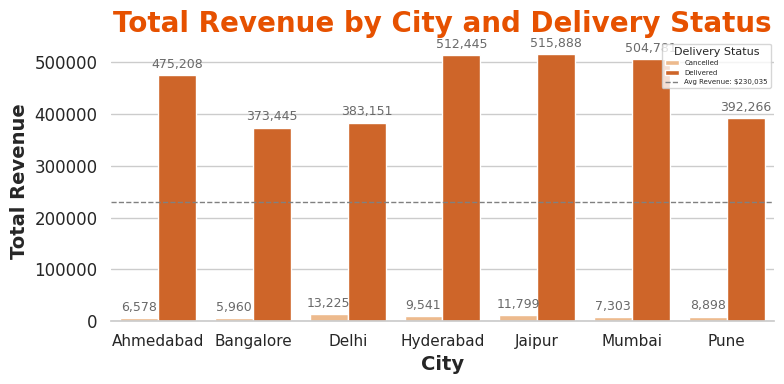 Total Revenue by City and Delivery Status
Total Revenue
500000
400000
300000
200000
100000
0
475,208
373,445
383,151
512,445
515,888
392,266
6,578
5,960
13,225
9,541
11,799
7,303
8,898
Delivery Status
Cancelled
Delivered
Avg Revenue: $230,035
Ahmedabad Bangalore Delhi Hyderabad Jaipur Mumbai Pune
City